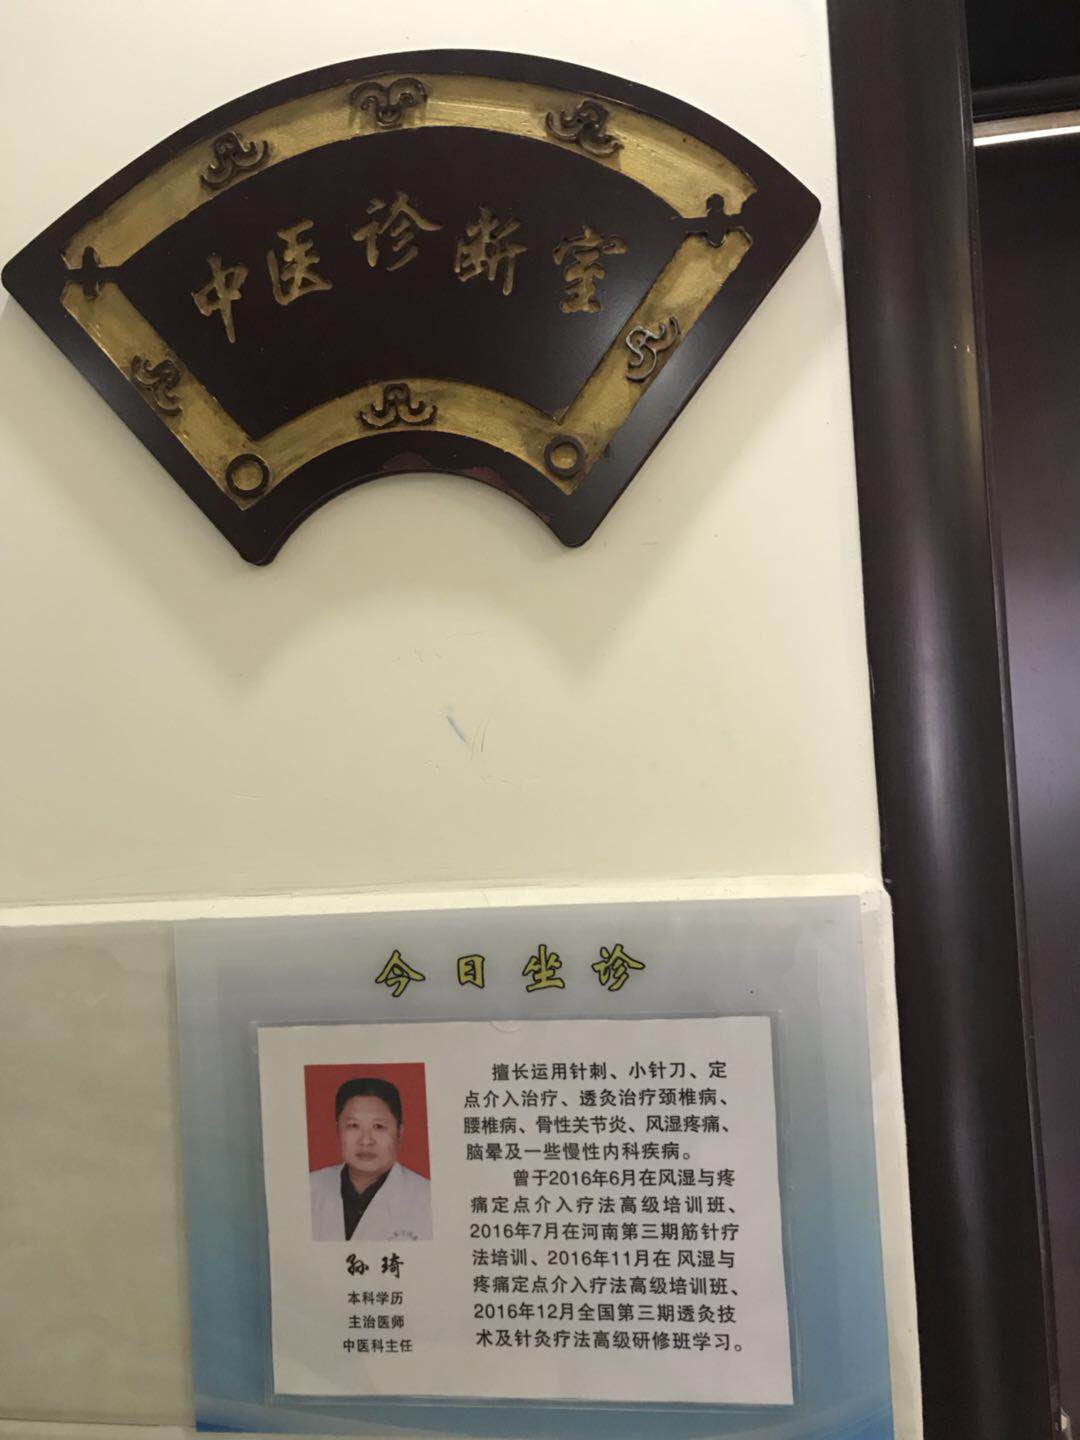 中医诊断室
今日坐诊
擅长运用针刺、小针刀、定
点介入治疗、透灸治疗颈椎病、
腰椎病、骨性关节炎、风湿疼痛、
脑晕及一些慢性内科疾病。
曾于2016年6月在风湿与疼
痛定点介入疗法高级培训班、
2016年7月在河南第三期筋针疗
法培训、2016年11月在 风湿与
疼痛定点介入疗法高级培训班、
2016年12月全国第三期透灸技
术及针灸疗法高级研修班学习。
孙琦
本科学历
主治医师
中医科主任